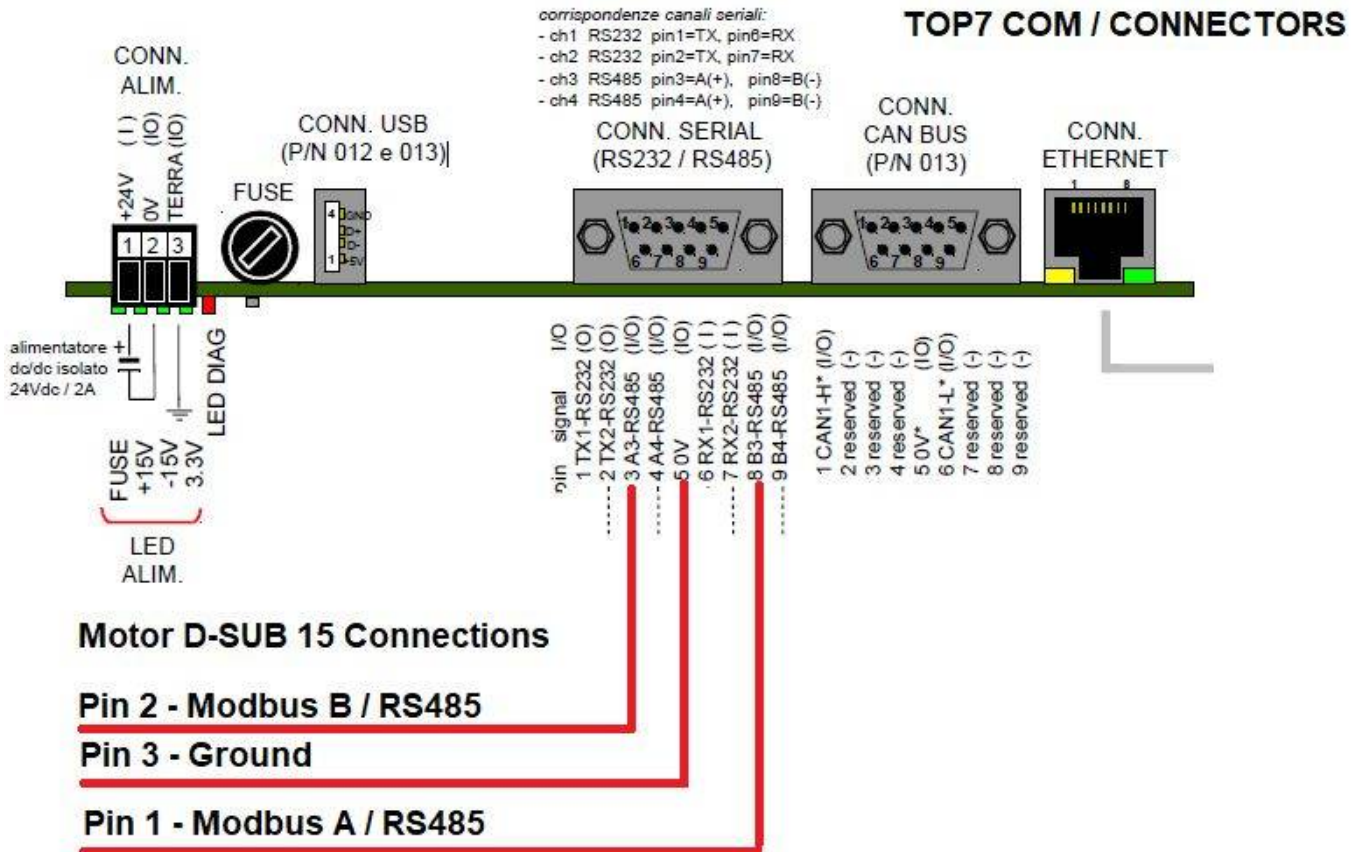 corrispondenze canali seriali:
- ch1 RS232 pin1=TX, pin6=RX
- ch2 RS232 pin2=TX, pin7=RX
- ch3 RS485 pin3=A(+), pin8=B(-)
- ch4 RS485 pin4=A(+), pin9=B(-)
TOP7 COM / CONNECTORS
CONN.
ALIM.
+24V ( I )
0V (IO)
TERRA (IO)
1 2 3
FUSE
CONN. USB
(P/N 012 e 013)|
4 GND
D+
D-
1 +5V
CONN. SERIAL
(RS232 / RS485)
1 2 3 4 5
6 7 8 9
CONN.
CAN BUS
(P/N 013)
1 2 3 4 5
6 7 8 9
CONN.
ETHERNET
1 8
alimentatore +
dc/dc isolato
24Vdc / 2A
LED DIAG
FUSE
+15V
-15V
3.3V
LED
ALIM.
pin signal I/O
1 TX1-RS232 (O)
2 TX2-RS232 (O)
3 A3-RS485 (I/O)
4 A4-RS485 (I/O)
5 0V (IO)
6 RX1-RS232 ( I )
7 RX2-RS232 ( I )
8 B3-RS485 (I/O)
9 B4-RS485 (I/O)
1 CAN1-H* (I/O)
2 reserved (-)
3 reserved (-)
4 reserved (-)
5 0V* (IO)
6 CAN1-L* (I/O)
7 reserved (-)
8 reserved (-)
9 reserved (-)
Motor D-SUB 15 Connections
Pin 2 - Modbus B / RS485
Pin 3 - Ground
Pin 1 - Modbus A / RS485